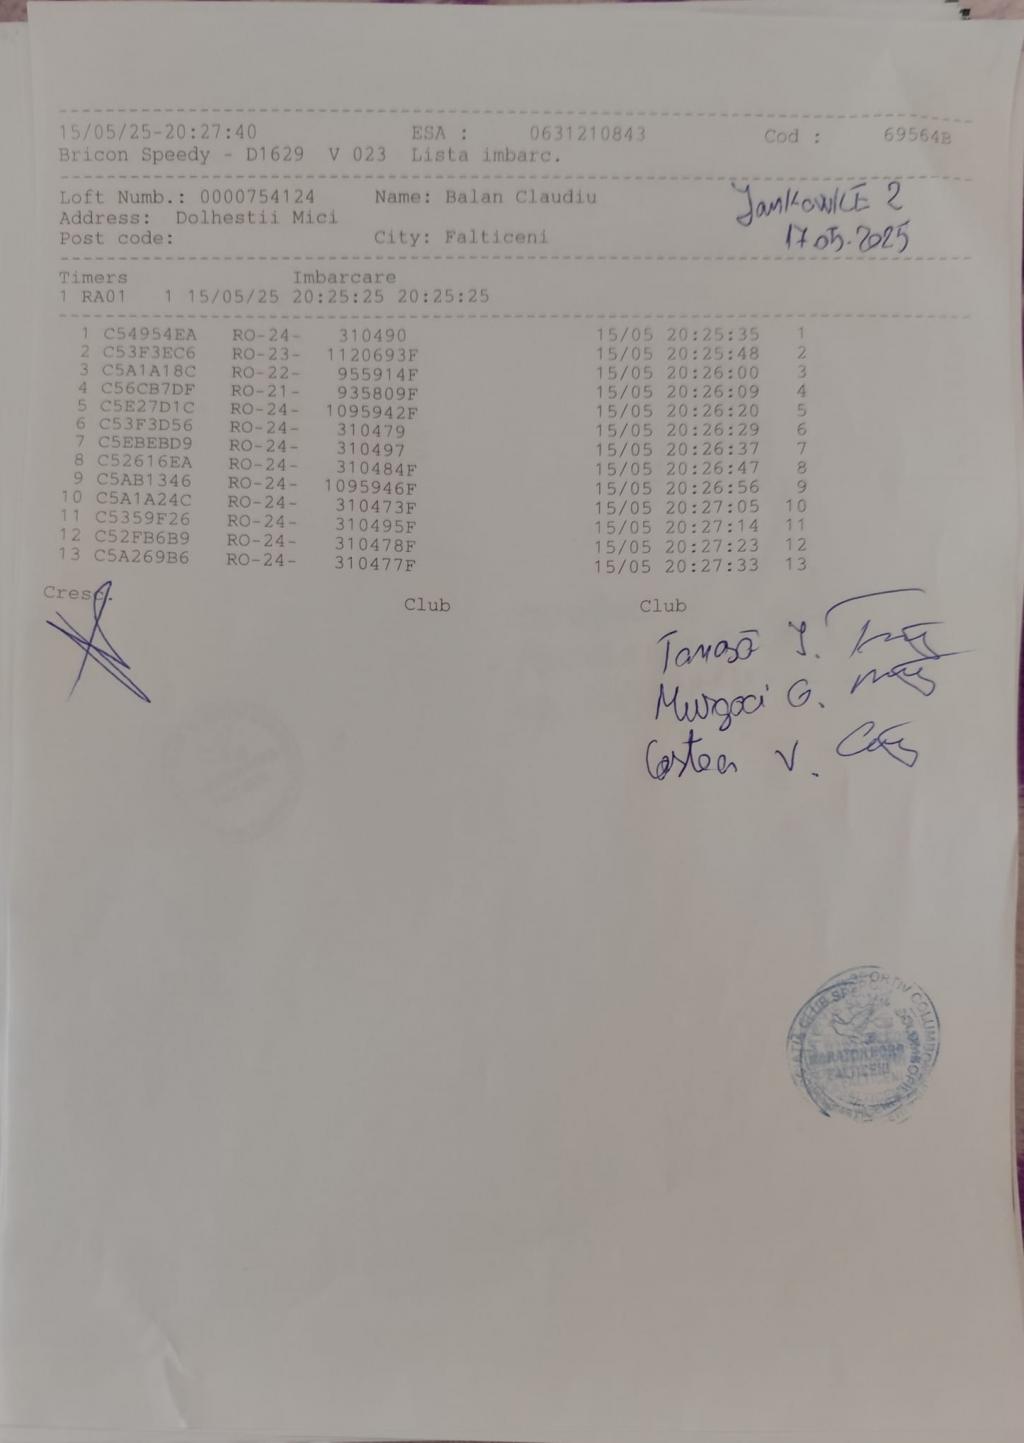 15/05/25-20:27:40 ESA : 0631210843 Cod : 69564B
Bricon Speedy - D1629 V 023 Lista imbarc.
Loft Numb.: 0000754124 Name: Balan Claudiu
Address: Dolhestii Mici
Post code: City: Falticeni
JankowICE 2
17.05.2025
Timers Imbarcare
1 RA01 1 15/05/25 20:25:25 20:25:25
1 C54954EA RO-24- 310490 15/05 20:25:35 1
2 C53F3EC6 RO-23- 1120693F 15/05 20:25:48 2
3 C5A1A18C RO-22- 955914F 15/05 20:26:00 3
4 C56CB7DF RO-21- 935809F 15/05 20:26:09 4
5 C5E27D1C RO-24- 1095942F 15/05 20:26:20 5
6 C53F3D56 RO-24- 310479 15/05 20:26:29 6
7 C5EBEBD9 RO-24- 310497 15/05 20:26:37 7
8 C52616EA RO-24- 310484F 15/05 20:26:47 8
9 C5AB1346 RO-24- 1095946F 15/05 20:26:56 9
10 C5A1A24C RO-24- 310473F 15/05 20:27:05 10
11 C5359F26 RO-24- 310495F 15/05 20:27:14 11
12 C52FB6B9 RO-24- 310478F 15/05 20:27:23 12
13 C5A269B6 RO-24- 310477F 15/05 20:27:33 13
Cresc. Club Club
Tanasă J.
Murgoci G.
Costea V.
CLUB SPORTIV COLUMBOFIL
FALTICENI